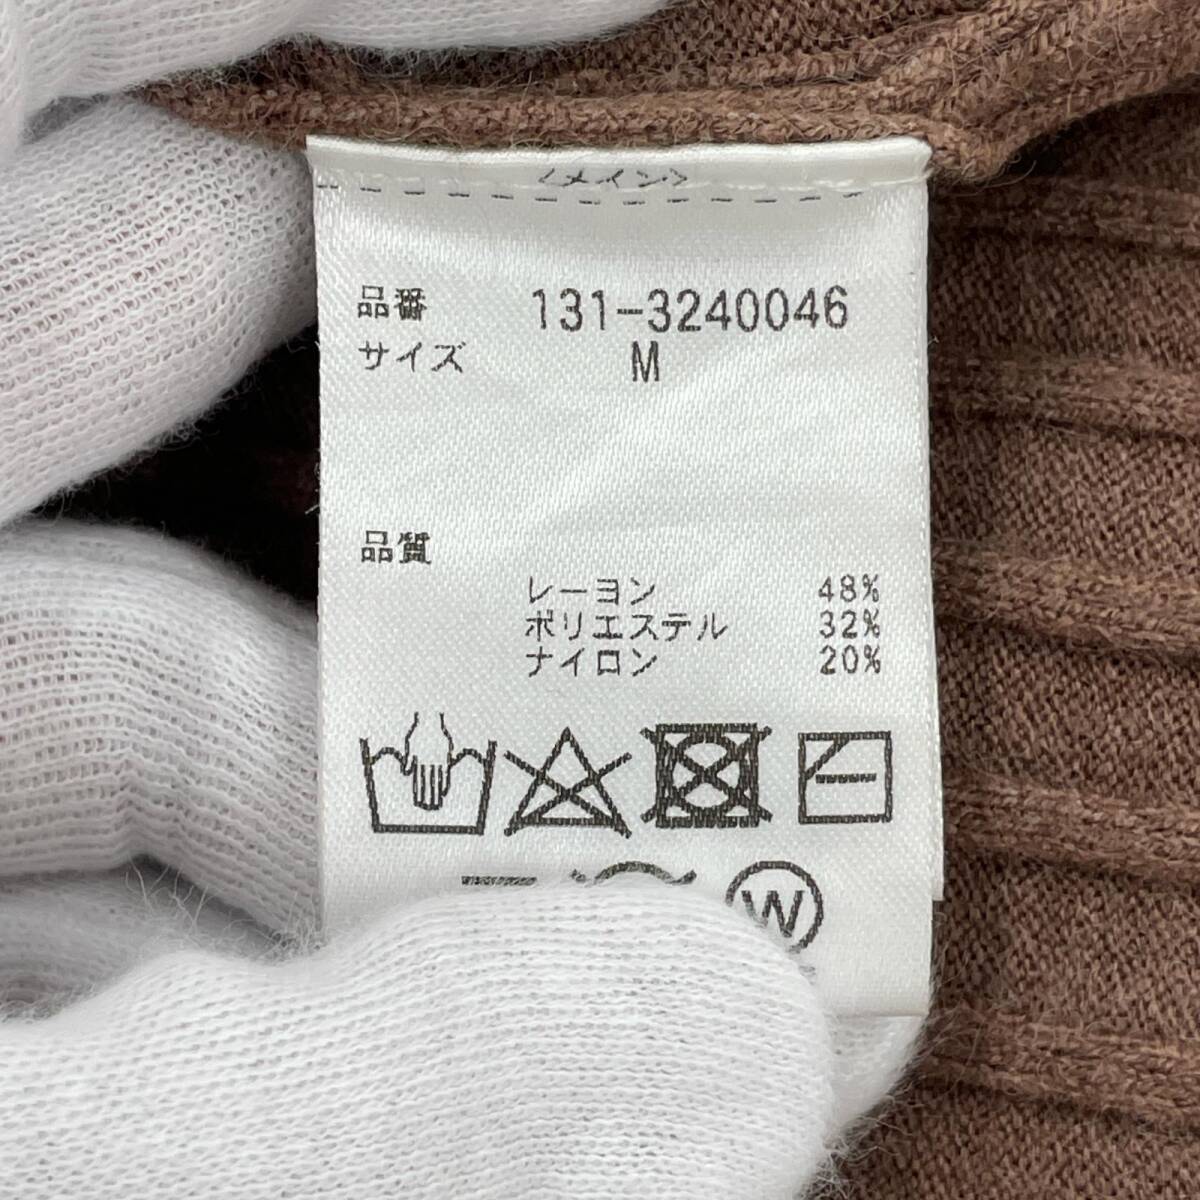 <メイン>
品番 131-3240046
サイズ M
品質
レーヨン 48%
ポリエステル 32%
ナイロン 20%
W